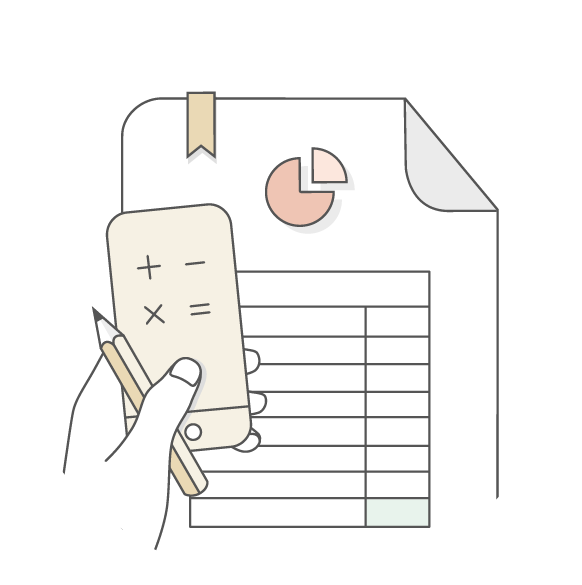 + −
× =